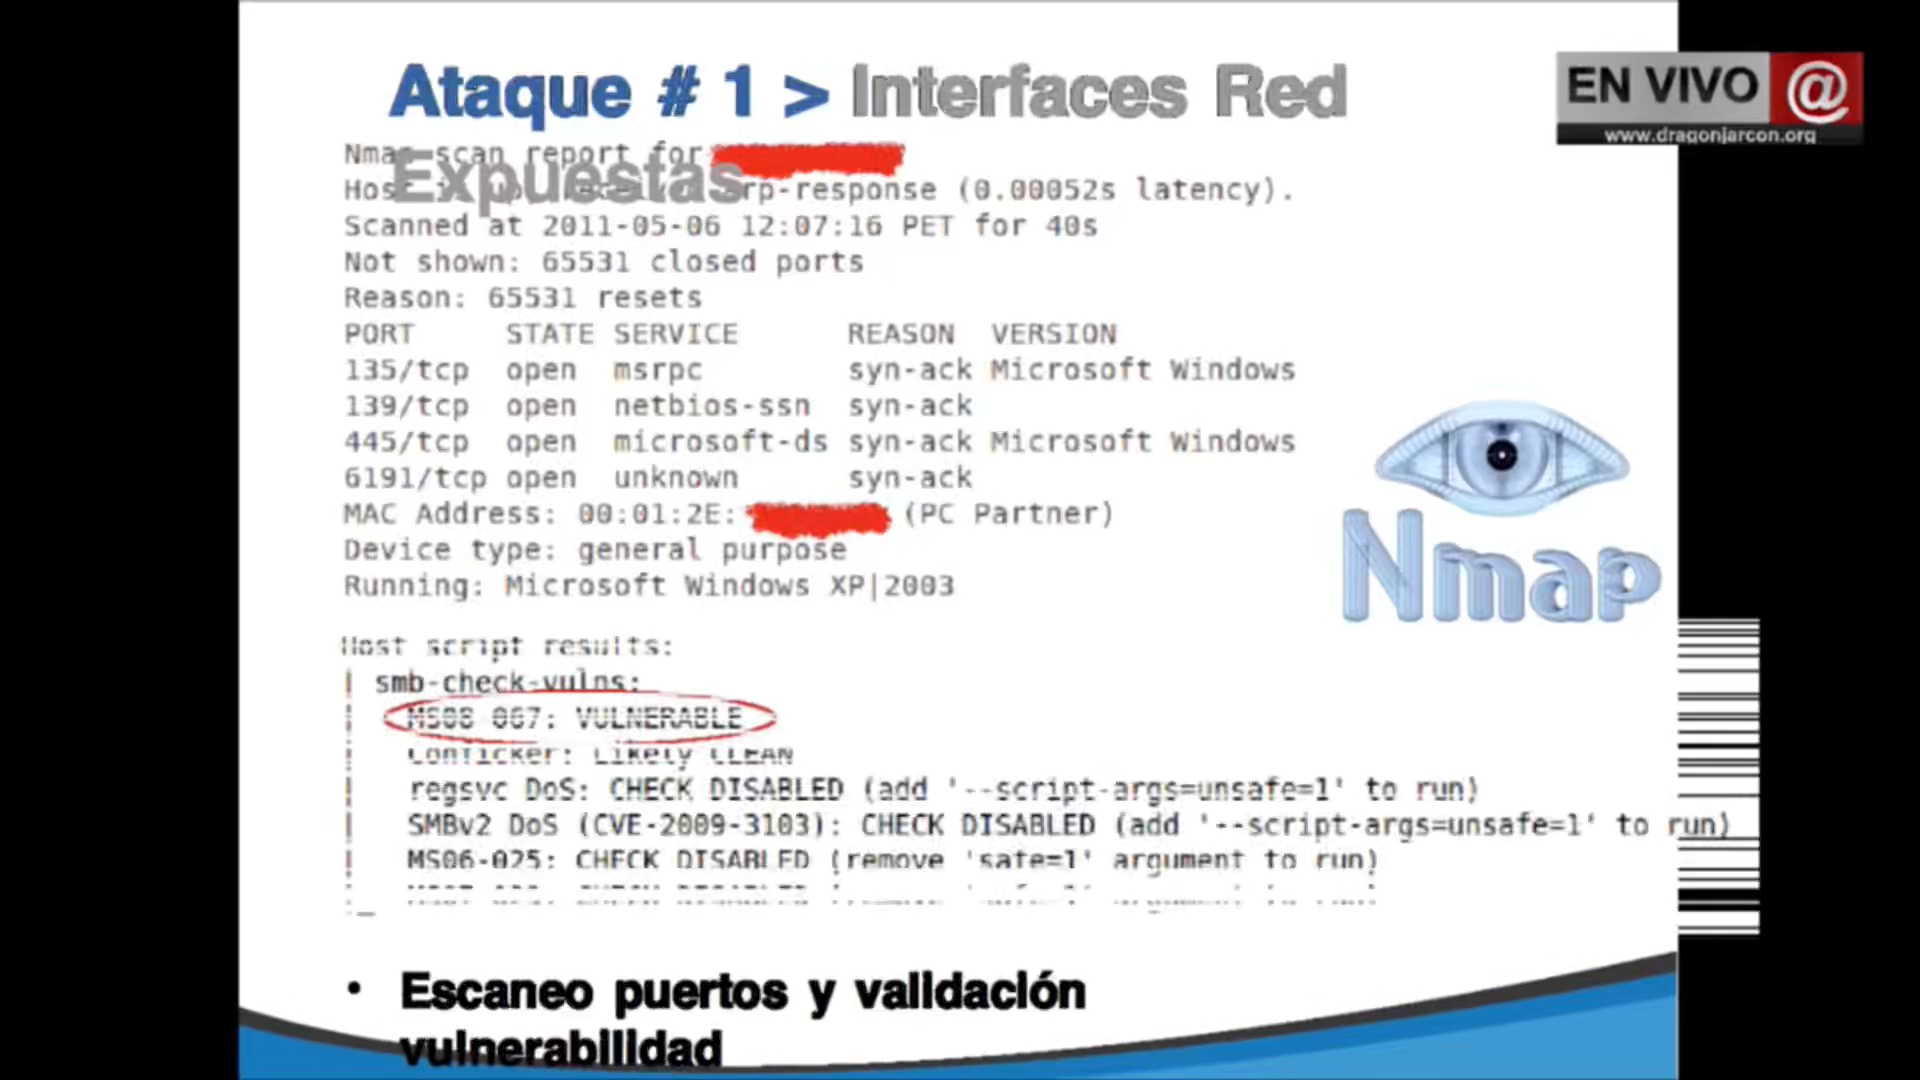 Ataque # 1 > Interfaces Red
Expuestas
EN VIVO @
www.dragonjarcon.org
Nmap scan report for
Host rp-response (0.00052s latency).
Scanned at 2011-05-06 12:07:16 PET for 40s
Not shown: 65531 closed ports
Reason: 65531 resets
PORT STATE SERVICE REASON VERSION
135/tcp open msrpc syn-ack Microsoft Windows
139/tcp open netbios-ssn syn-ack
445/tcp open microsoft-ds syn-ack Microsoft Windows
6191/tcp open unknown syn-ack
MAC Address: 00:01:2E: (PC Partner)
Device type: general purpose
Running: Microsoft Windows XP|2003
Nmap
Host script results:
| smb-check-vulns:
| MS08-067: VULNERABLE
| Conficker: Likely CLEAN
| regsvc DoS: CHECK DISABLED (add '--script-args=unsafe=1' to run)
| SMBv2 DoS (CVE-2009-3103): CHECK DISABLED (add '--script-args=unsafe=1' to run)
| MS06-025: CHECK DISABLED (remove 'safe=1' argument to run)
• Escaneo puertos y validación
vulnerabilidad